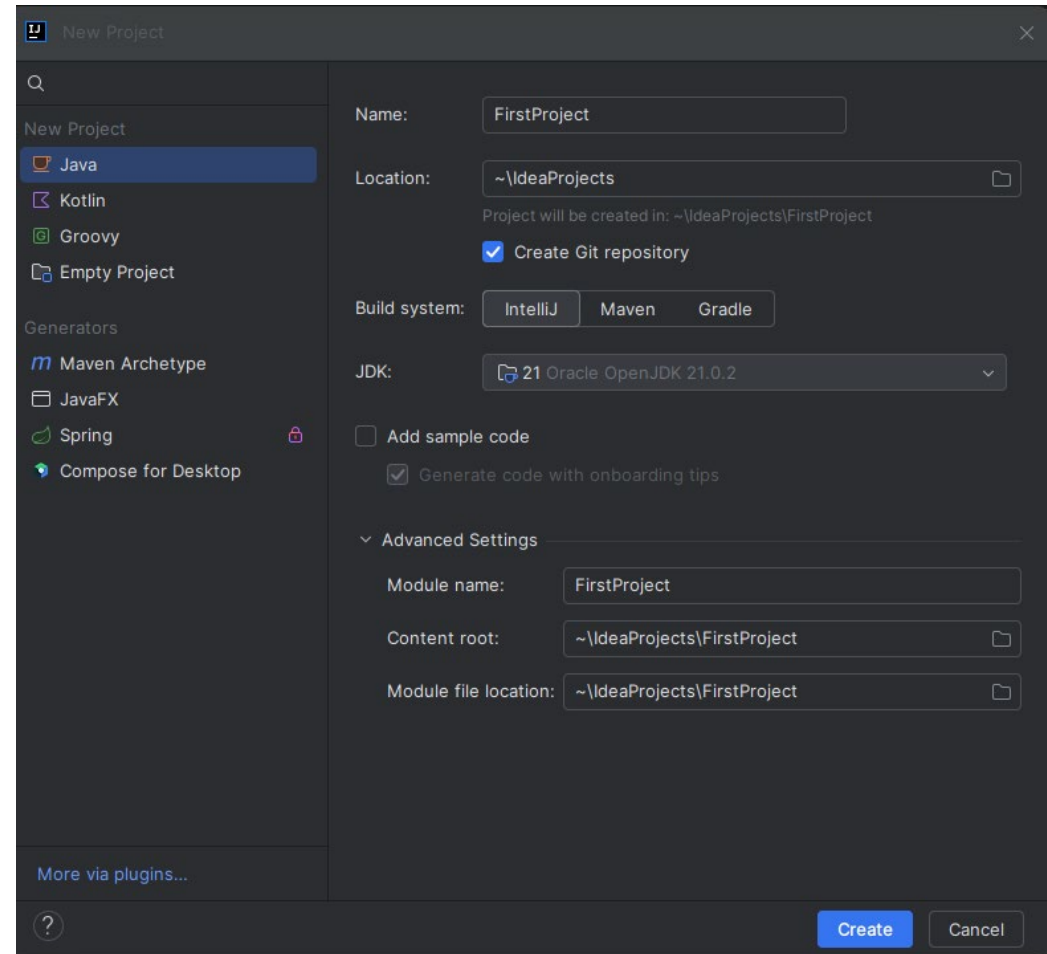 New Project
New Project
Java
Kotlin
Groovy
Empty Project
Generators
Maven Archetype
JavaFX
Spring
Compose for Desktop
More via plugins...
Name: FirstProject
Location: ~\IdeaProjects
Project will be created in: ~\IdeaProjects\FirstProject
Create Git repository
Build system: IntelliJ Maven Gradle
JDK: 21 Oracle OpenJDK 21.0.2
Add sample code
Generate code with onboarding tips
Advanced Settings
Module name: FirstProject
Content root: ~\IdeaProjects\FirstProject
Module file location: ~\IdeaProjects\FirstProject
? Create Cancel